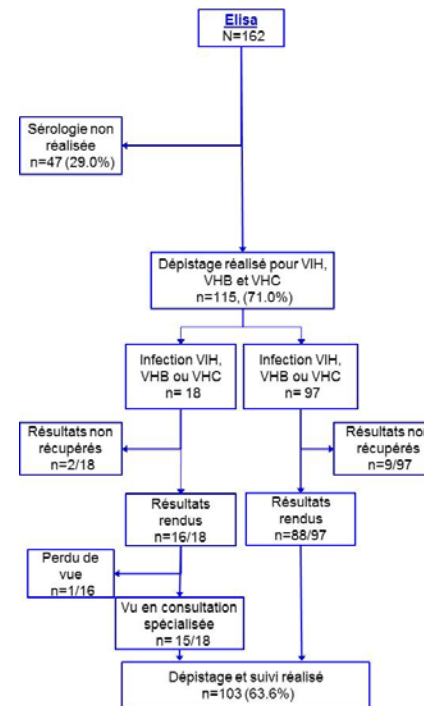 Elisa
N=162
Sérologie non
réalisée
n=47 (29.0%)
Dépistage réalisé pour VIH,
VHB et VHC
n=115, (71.0%)
Infection VIH,
VHB ou VHC
n= 18
Infection VIH,
VHB ou VHC
n= 97
Résultats non
récupérés
n=2/18
Résultats non
récupérés
n=9/97
Résultats
rendus
n=16/18
Résultats
rendus
n=88/97
Perdu de
vue
n=1/16
Vu en consultation
spécialisée
n= 15/18
Dépistage et suivi réalisé
n=103 (63.6%)